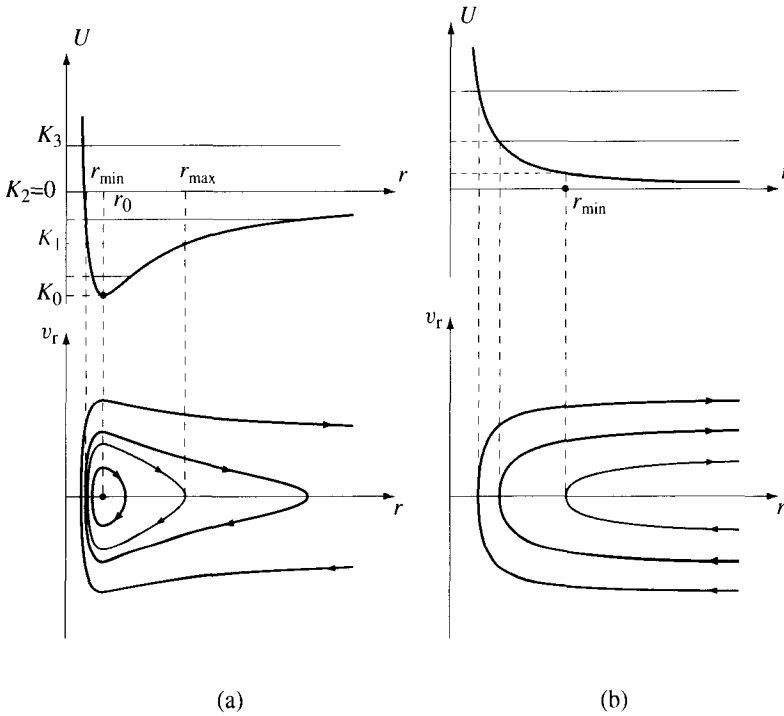 U
K₃
r_min
r_max
K₂=0
r₀
r
K₁
K₀
v_r
r
(a)
U
r
r_min
v_r
r
(b)